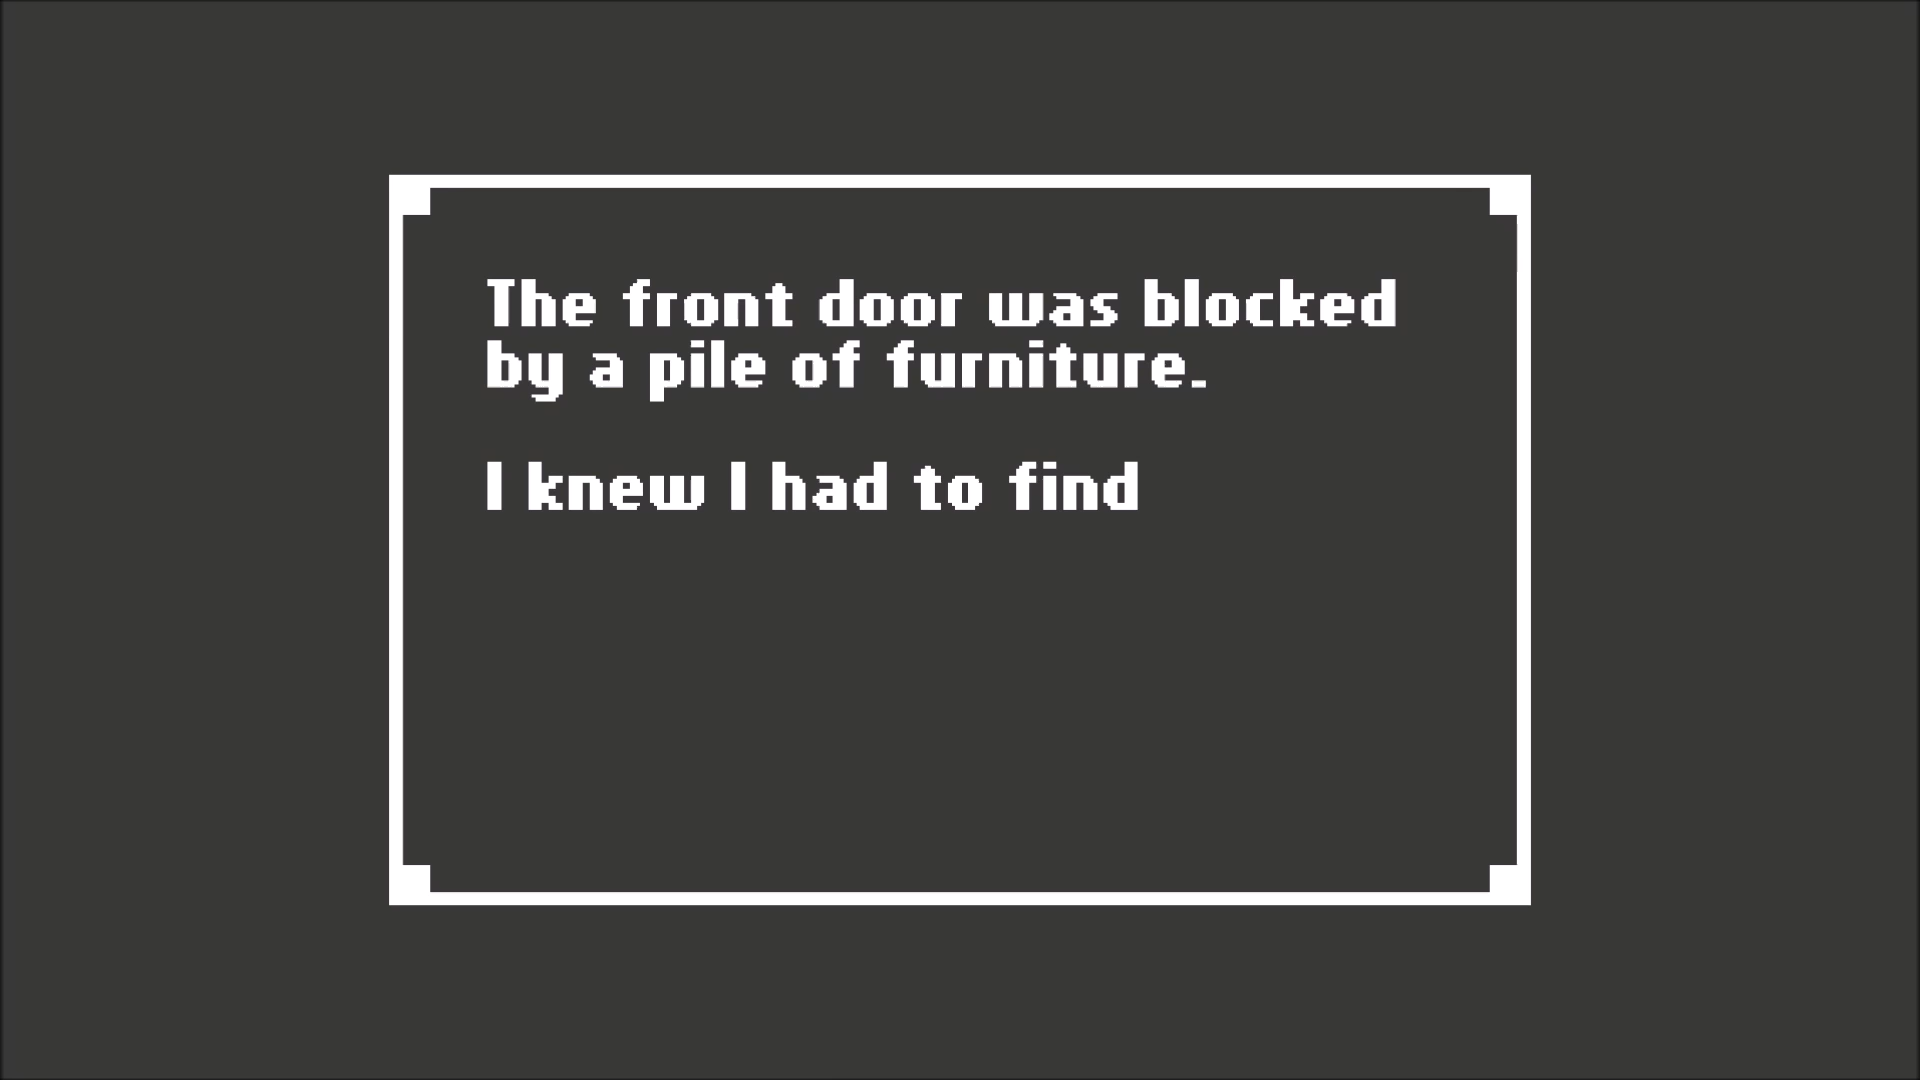 The front door was blocked
by a pile of furniture.
I knew I had to find